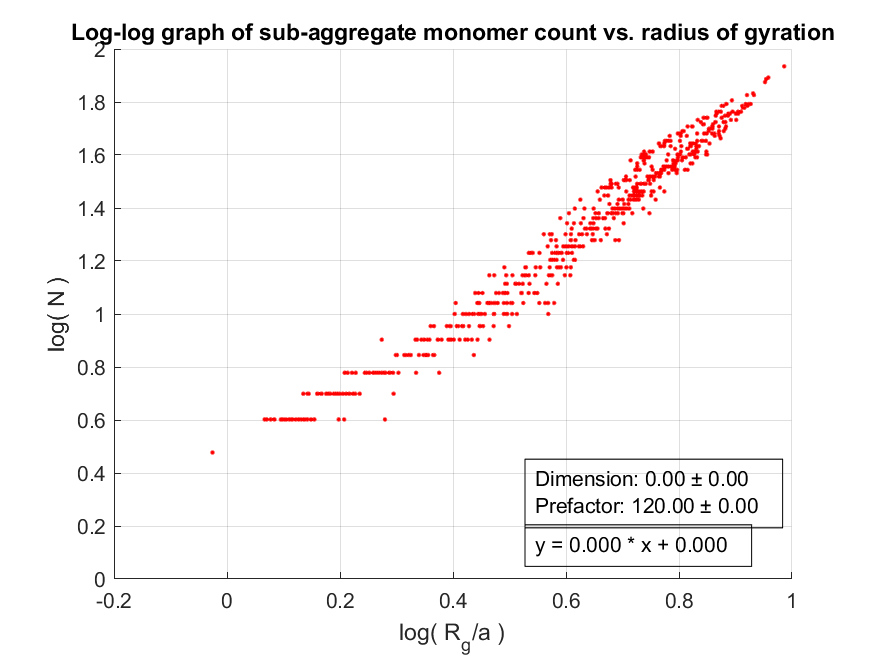 Log-log graph of sub-aggregate monomer count vs. radius of gyration
2
1.8
1.6
1.4
1.2
1
0.8
0.6
0.4
0.2
0
log( N )
Dimension: 0.00 ± 0.00
Prefactor: 120.00 ± 0.00
y = 0.000 * x + 0.000
-0.2 0 0.2 0.4 0.6 0.8 1
log( R_g/a )